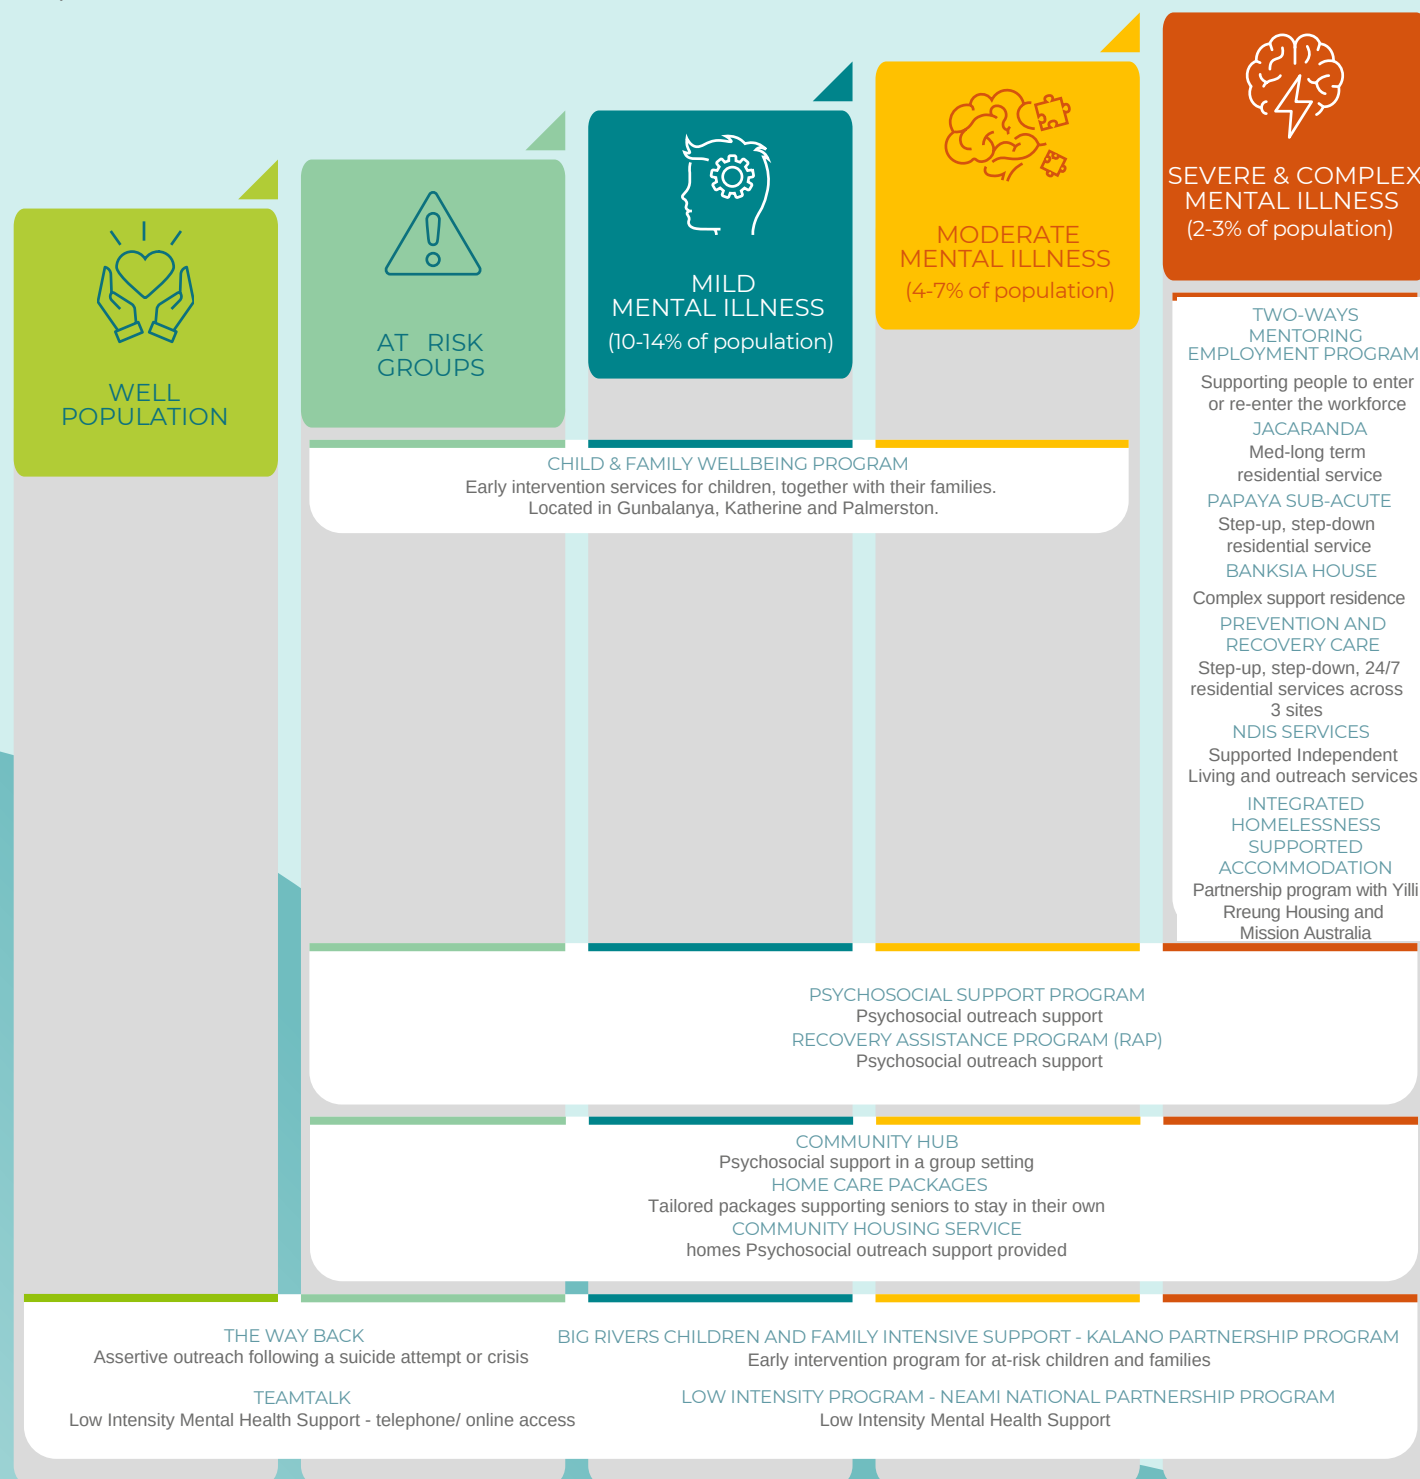 WELL
POPULATION
AT RISK
GROUPS
MILD
MENTAL ILLNESS
(10-14% of population)
MODERATE
MENTAL ILLNESS
(4-7% of population)
SEVERE & COMPLEX
MENTAL ILLNESS
(2-3% of population)
CHILD & FAMILY WELLBEING PROGRAM
Early intervention services for children, together with their families.
Located in Gunbalanya, Katherine and Palmerston.
TWO-WAYS
MENTORING
EMPLOYMENT PROGRAM
Supporting people to enter
or re-enter the workforce
JACARANDA
Med-long term
residential service
PAPAYA SUB-ACUTE
Step-up, step-down
residential service
BANKSIA HOUSE
Complex support residence
PREVENTION AND
RECOVERY CARE
Step-up, step-down, 24/7
residential services across
3 sites
NDIS SERVICES
Supported Independent
Living and outreach services
INTEGRATED
HOMELESSNESS
SUPPORTED
ACCOMMODATION
Partnership program with Yilli
Rreung Housing and
Mission Australia
PSYCHOSOCIAL SUPPORT PROGRAM
Psychosocial outreach support
RECOVERY ASSISTANCE PROGRAM (RAP)
Psychosocial outreach support
COMMUNITY HUB
Psychosocial support in a group setting
HOME CARE PACKAGES
Tailored packages supporting seniors to stay in their own
COMMUNITY HOUSING SERVICE
homes Psychosocial outreach support provided
THE WAY BACK
Assertive outreach following a suicide attempt or crisis
TEAMTALK
Low Intensity Mental Health Support - telephone/ online access
BIG RIVERS CHILDREN AND FAMILY INTENSIVE SUPPORT - KALANO PARTNERSHIP PROGRAM
Early intervention program for at-risk children and families
LOW INTENSITY PROGRAM - NEAMI NATIONAL PARTNERSHIP PROGRAM
Low Intensity Mental Health Support